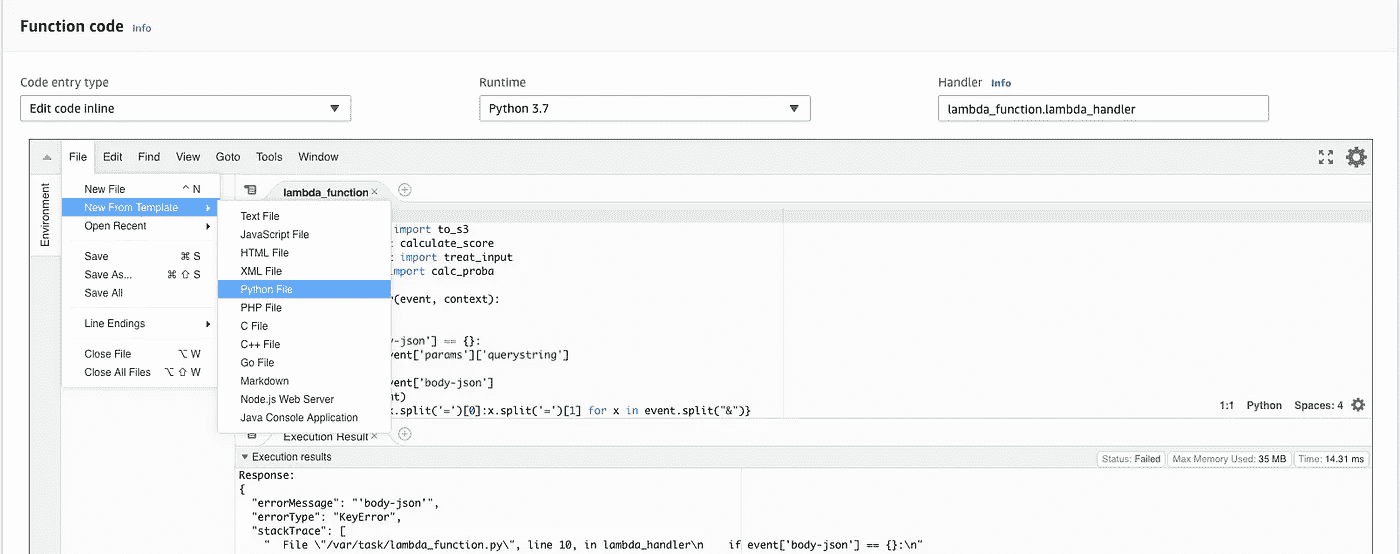 Function code Info
Code entry type
Runtime
Handler Info
Edit code inline
Python 3.7
lambda_function.lambda_handler
File Edit Find View Goto Tools Window
Environment
New File ^ N
New From Template
Open Recent
Save ⌘ S
Save As... ⌘ ⇧ S
Save All
Line Endings
Close File ⌥ W
Close All Files ⌥ ⇧ W
Text File
JavaScript File
HTML File
XML File
Python File
PHP File
C File
C++ File
Go File
Markdown
Node.js Web Server
Java Console Application
lambda_function ×
import to_s3
calculate_score
import treat_input
import calc_proba
(event, context):
y-json'] == {}:
event['params']['querystring']
vent['body-json']
t)
x.split('=')[0]:x.split('=')[1] for x in event.split("&")}
1:1 Python Spaces: 4
Execution Result ×
Execution results
Status: Failed Max Memory Used: 35 MB Time: 14.31 ms
Response:
{
"errorMessage": "'body-json'",
"errorType": "KeyError",
"stackTrace": [
" File \"/var/task/lambda_function.py\", line 10, in lambda_handler\n if event['body-json'] == {}:\n"